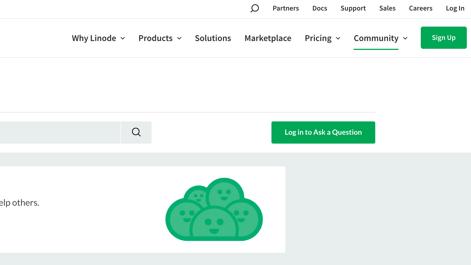 Partners Docs Support Sales Careers Log In
Why Linode Products Solutions Marketplace Pricing Community Sign Up
Log in to Ask a Question
others.